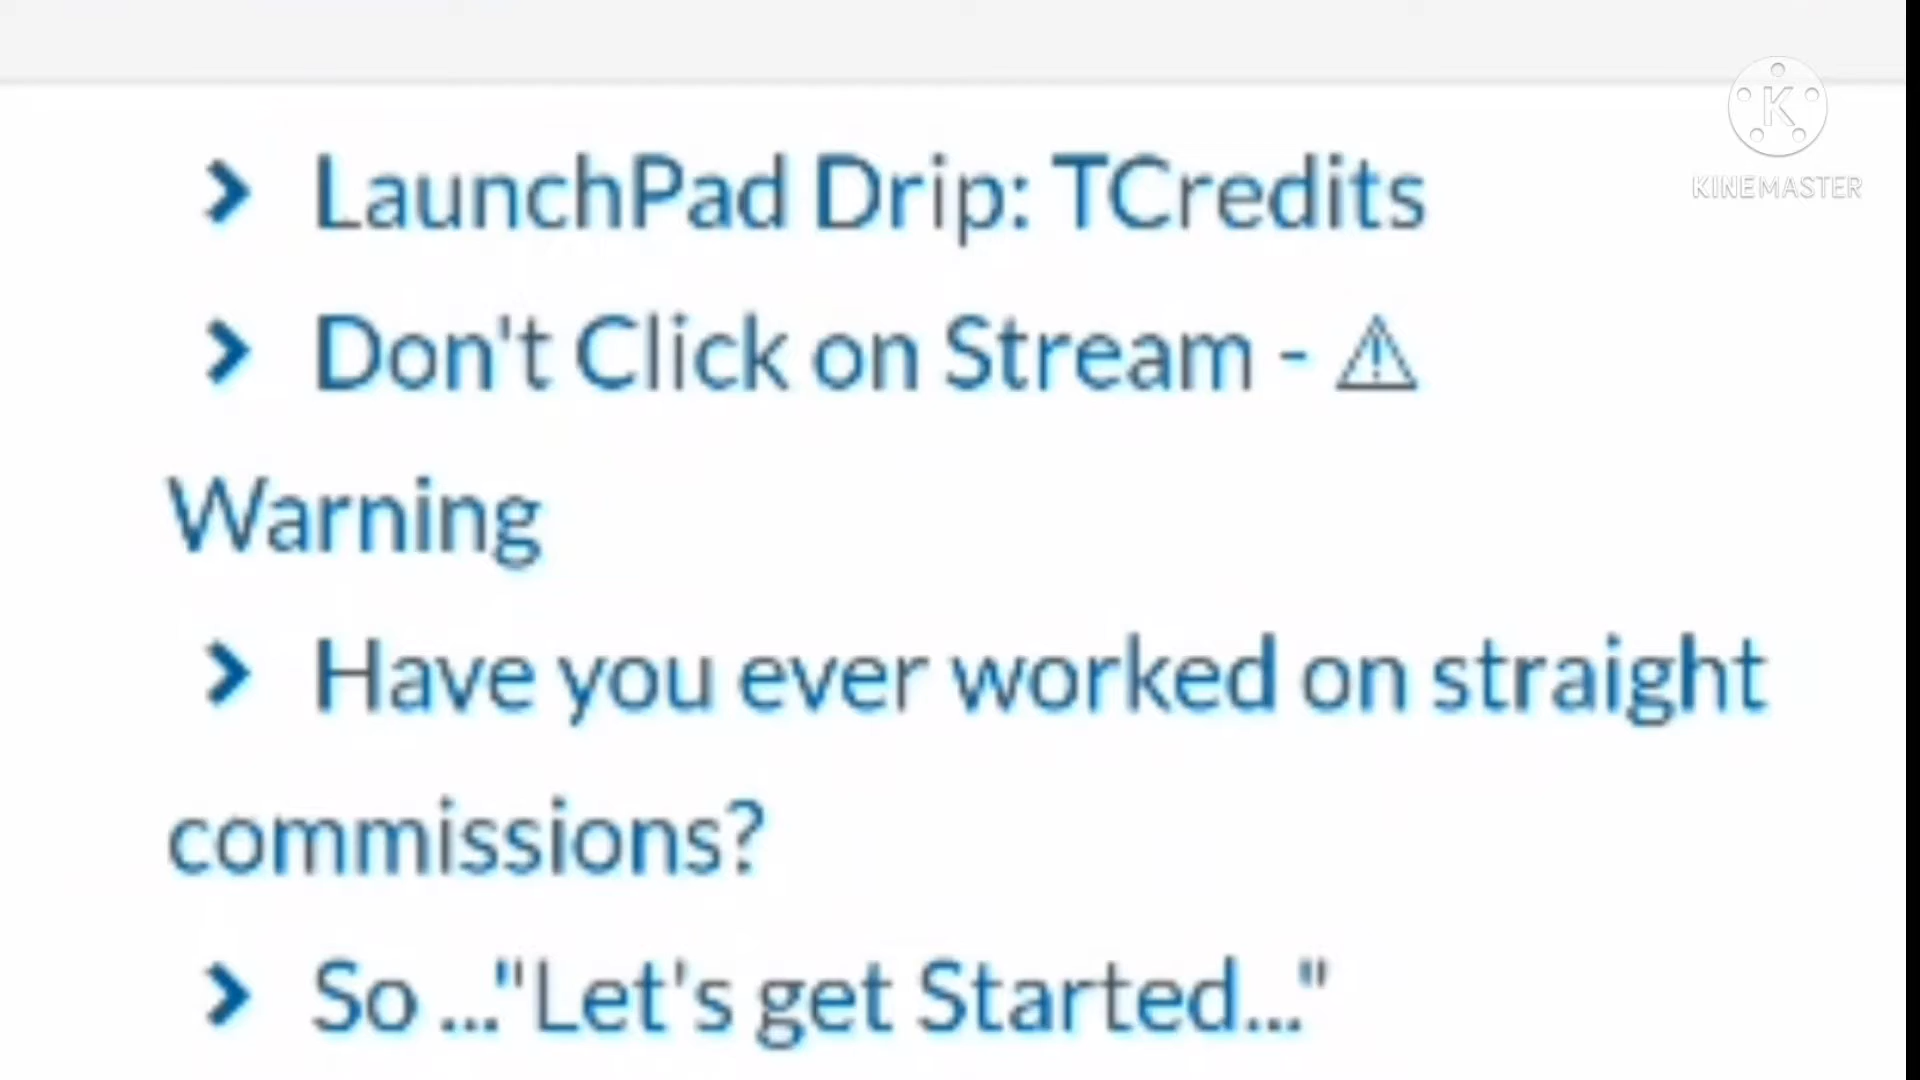 K
KINEMASTER
LaunchPad Drip: TCredits
Don't Click on Stream - ⚠
Warning
Have you ever worked on straight
commissions?
So ..."Let's get Started..."